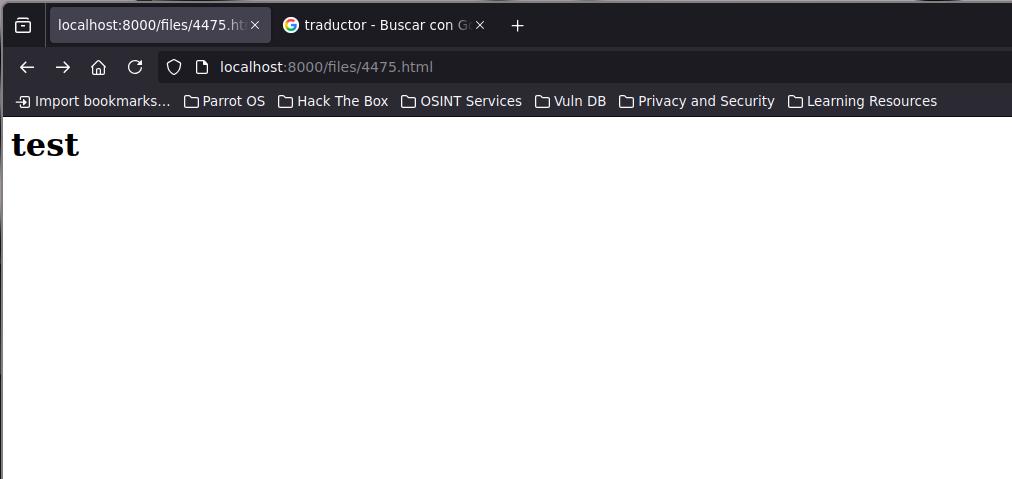 localhost:8000/files/4475.ht
traductor - Buscar con G
localhost:8000/files/4475.html
Import bookmarks... Parrot OS Hack The Box OSINT Services Vuln DB Privacy and Security Learning Resources
test